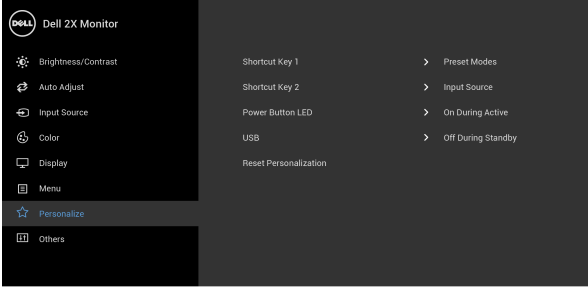 DELL Dell 2X Monitor
Brightness/Contrast
Auto Adjust
Input Source
Color
Display
Menu
Personalize
Others
Shortcut Key 1 > Preset Modes
Shortcut Key 2 > Input Source
Power Button LED > On During Active
USB > Off During Standby
Reset Personalization